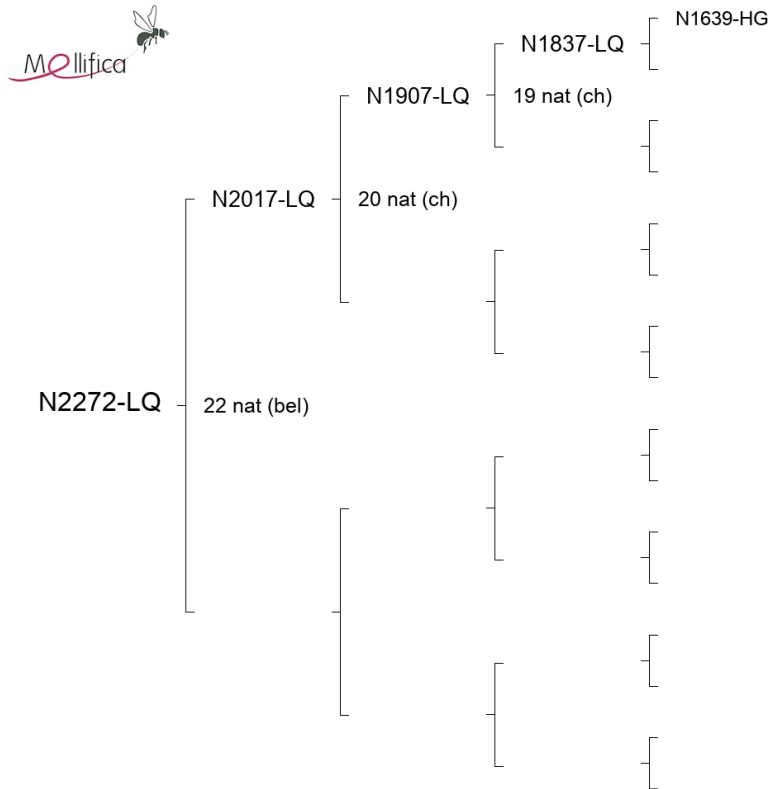 Mellifica
N1639-HG
N1837-LQ
N1907-LQ
19 nat (ch)
N2017-LQ
20 nat (ch)
N2272-LQ
22 nat (bel)